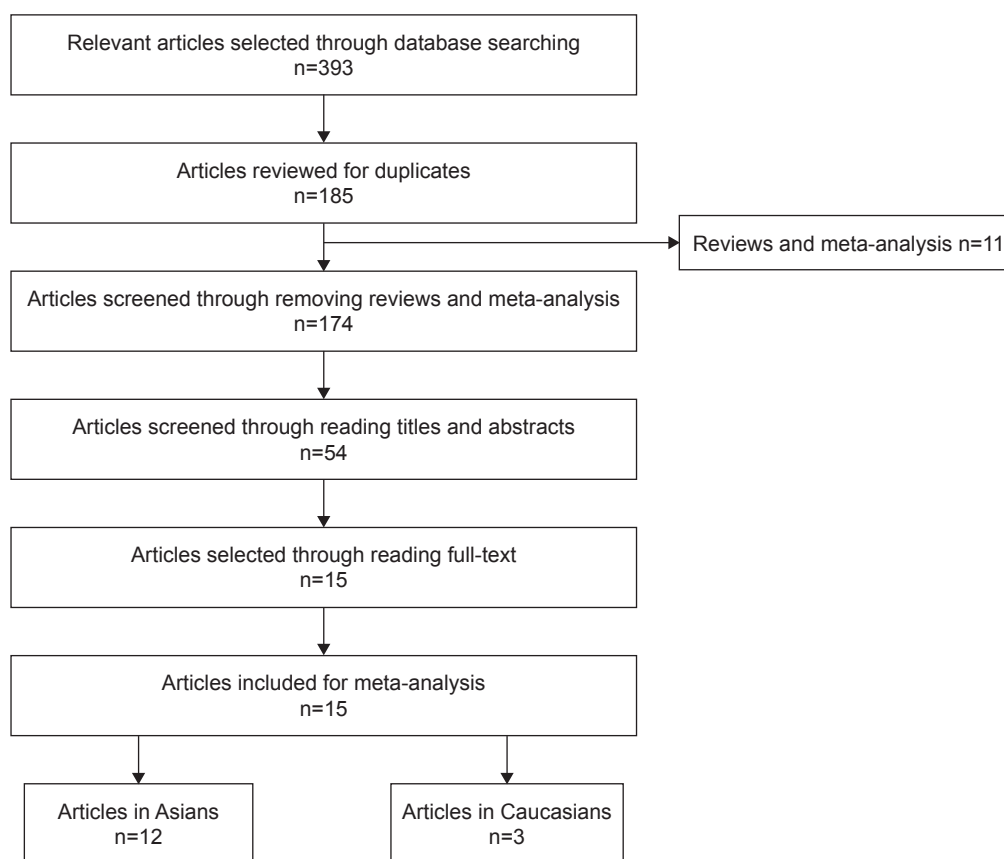 Relevant articles selected through database searching
n=393
Articles reviewed for duplicates
n=185
Reviews and meta-analysis n=11
Articles screened through removing reviews and meta-analysis
n=174
Articles screened through reading titles and abstracts
n=54
Articles selected through reading full-text
n=15
Articles included for meta-analysis
n=15
Articles in Asians
n=12
Articles in Caucasians
n=3